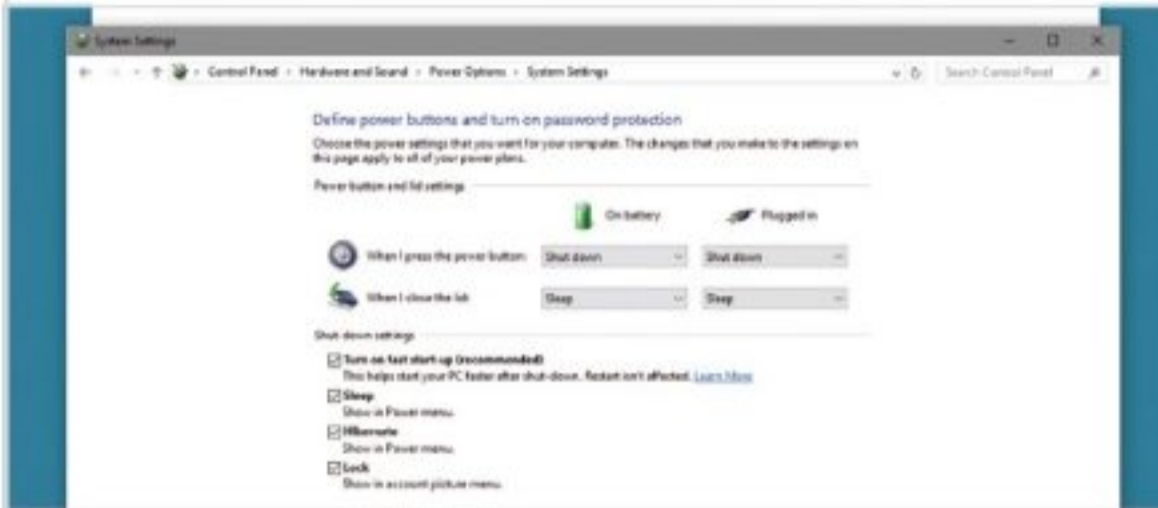 System Settings
Control Panel › Hardware and Sound › Power Options › System Settings
Search Control Panel
Define power buttons and turn on password protection
Choose the power settings that you want for your computer. The changes that you make to the settings on
this page apply to all of your power plans.
Power button and lid settings
On battery
Plugged in
When I press the power button:
Shut down
Shut down
When I close the lid:
Sleep
Sleep
Shut-down settings
Turn on fast start-up (recommended)
This helps start your PC faster after shut-down. Restart isn't affected. Learn More
Sleep
Show in Power menu.
Hibernate
Show in Power menu.
Lock
Show in account picture menu.